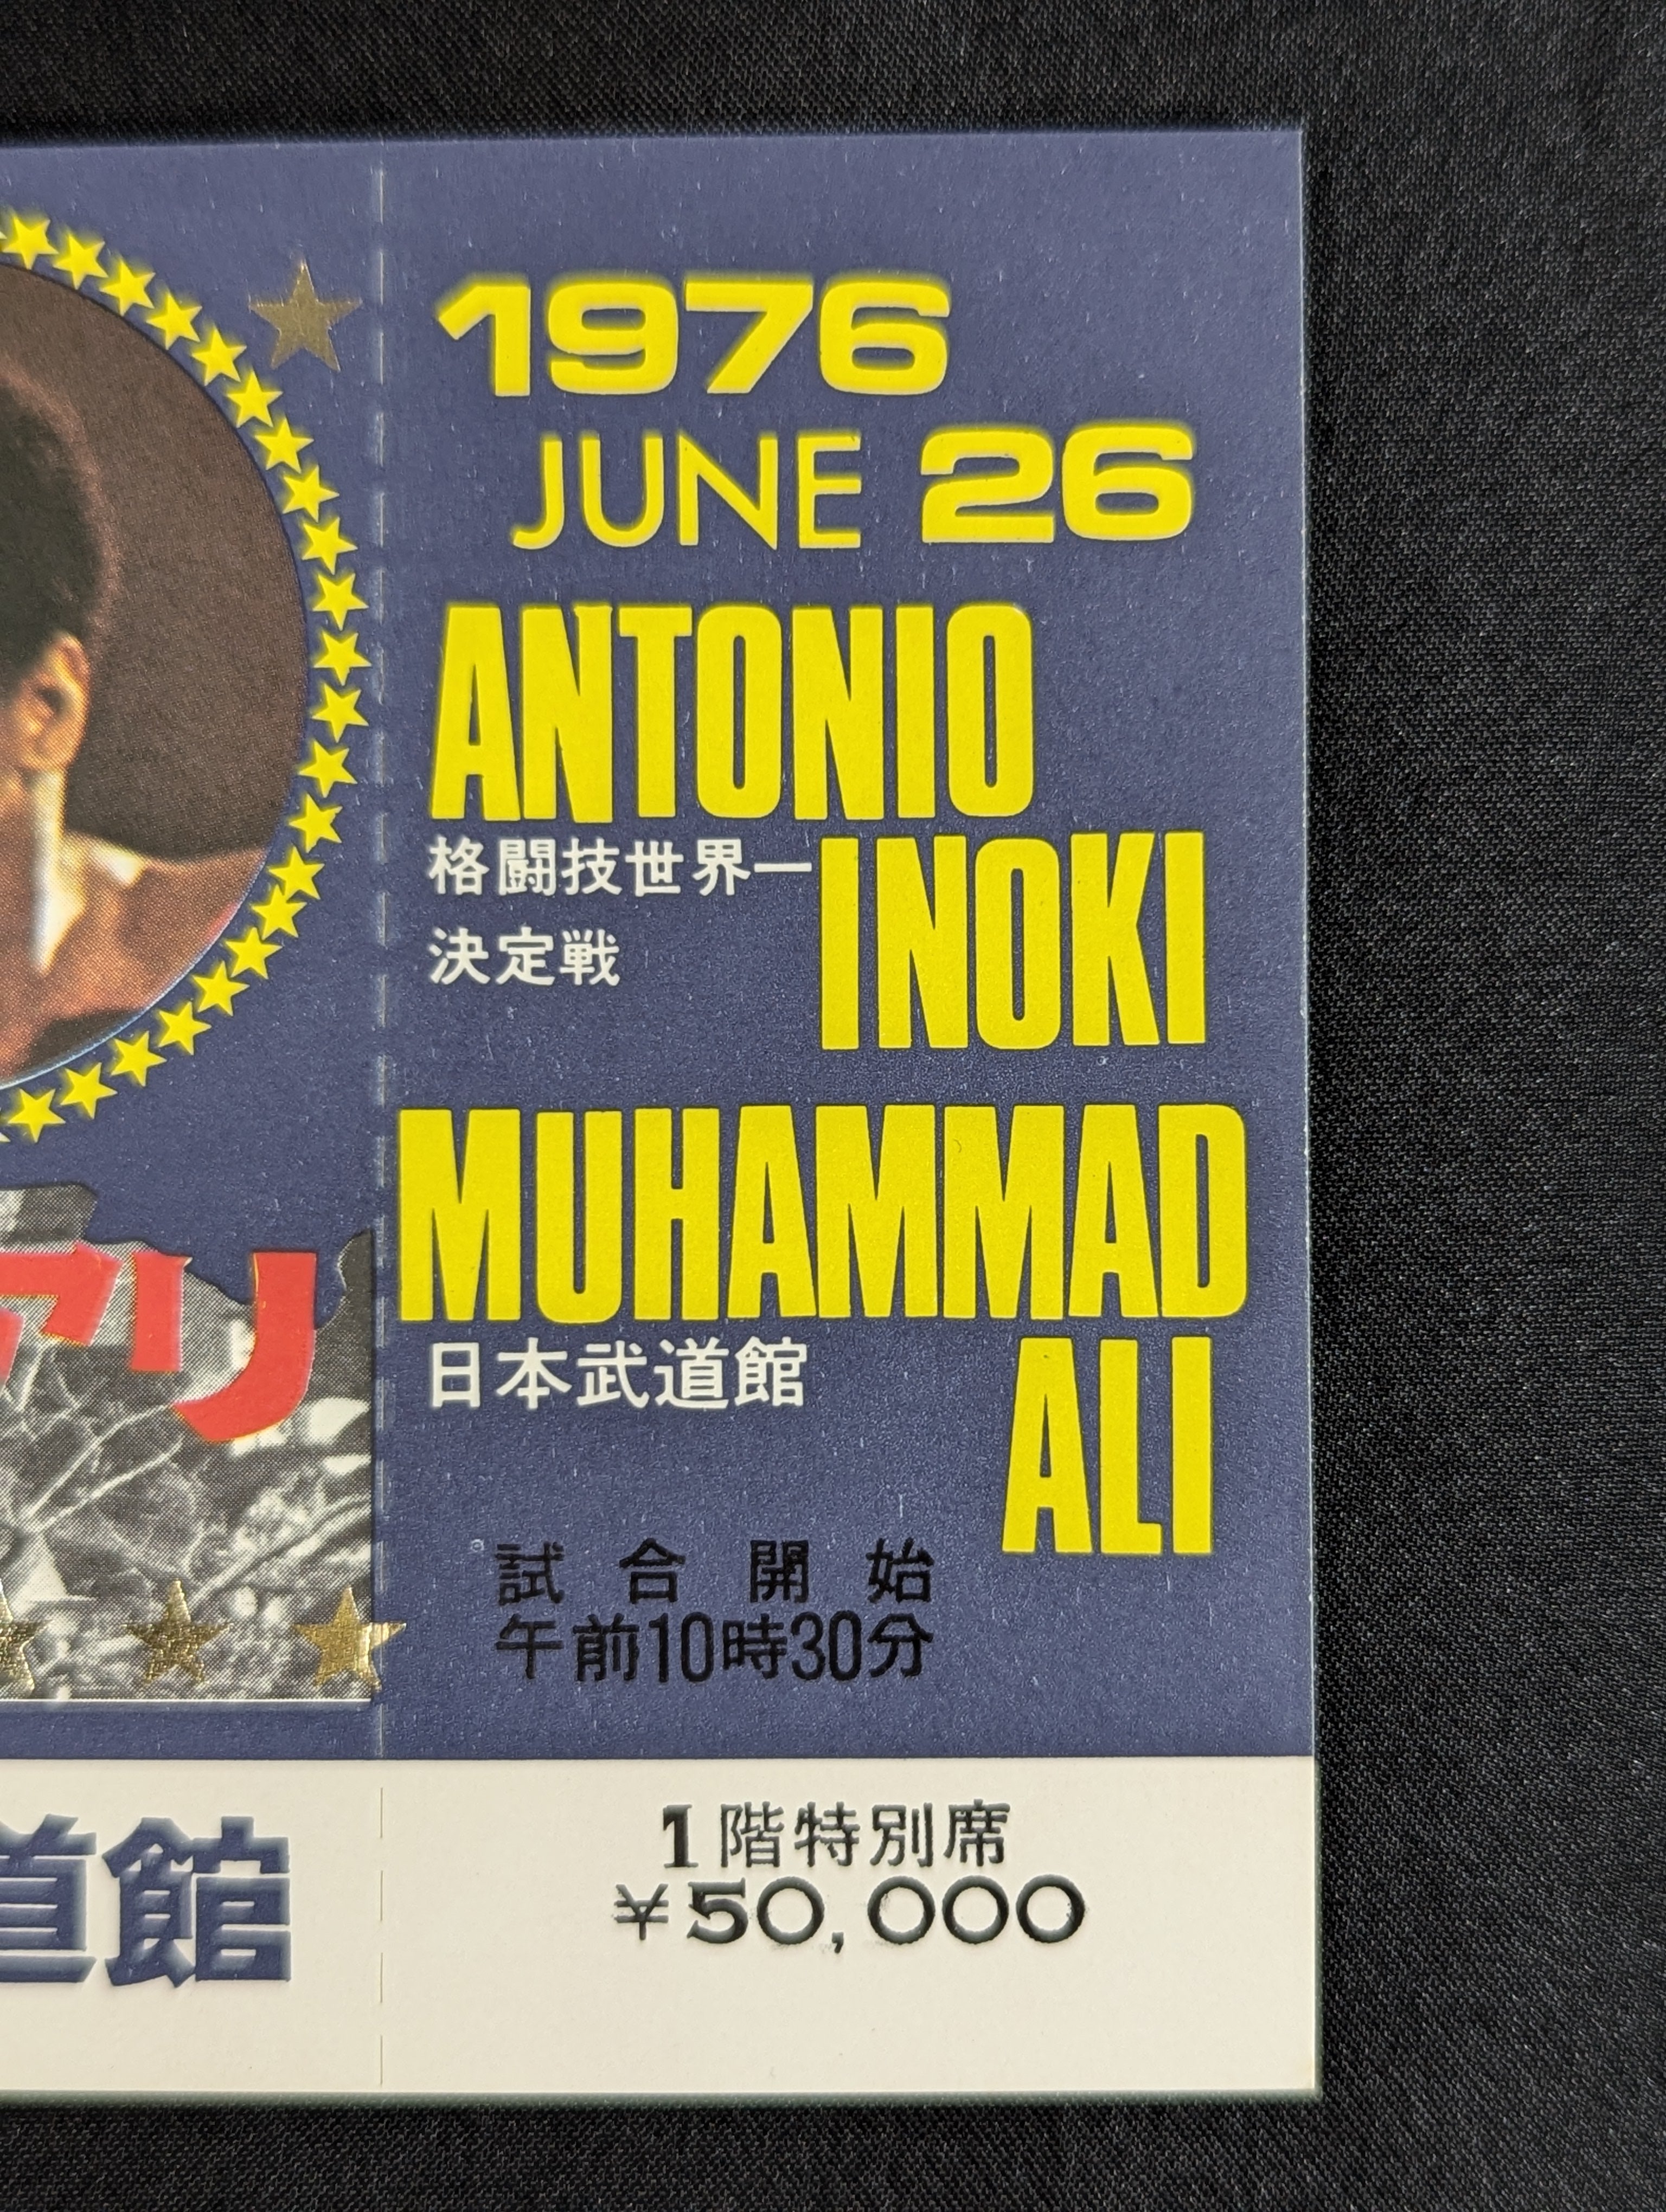 1976
JUNE 26
ANTONIO
INOKI
格闘技世界一
決定戦
MUHAMMAD
ALI
日本武道館
試合開始
午前10時30分
1階特別席
¥50,000
アリ
道館